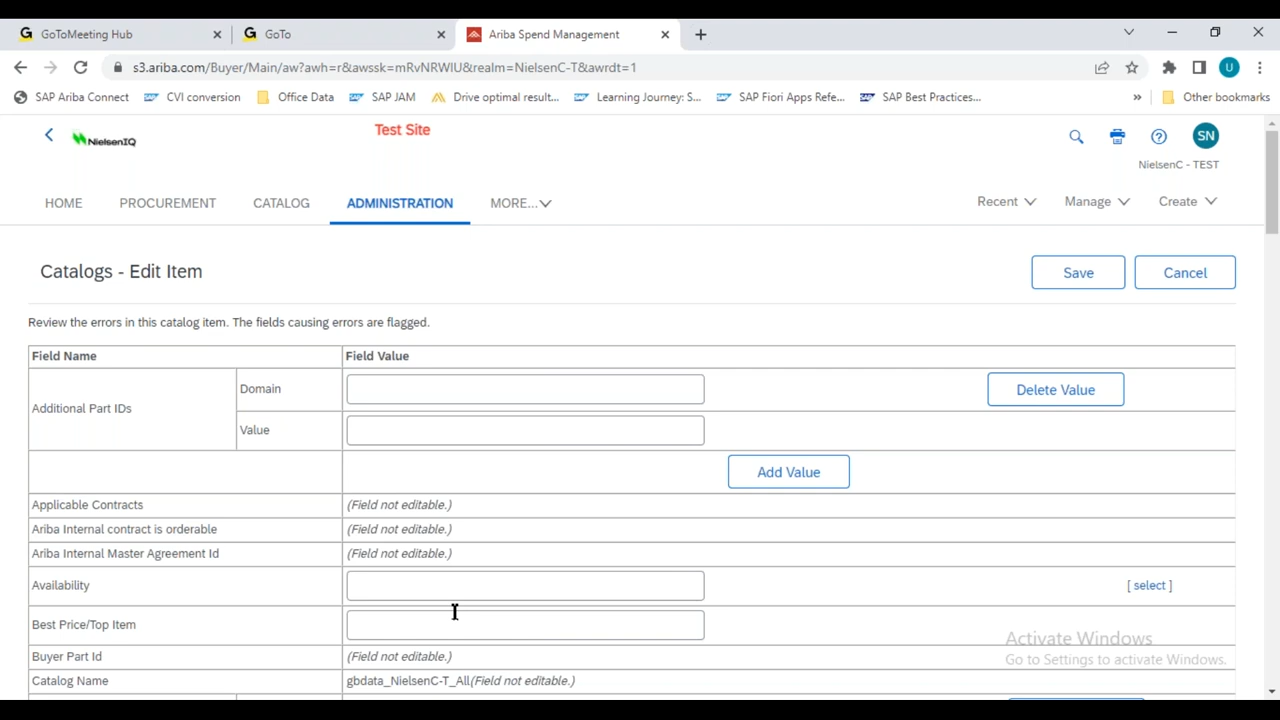 GoToMeeting Hub
GoTo
Ariba Spend Management
s3.ariba.com/Buyer/Main/aw?awh=r&awssk=mRvNRWIU&realm=NielsenC-T&awrdt=1
U
SAP Ariba Connect
CVI conversion
Office Data
SAP JAM
Drive optimal result...
Learning Journey: S...
SAP Fiori Apps Refe...
SAP Best Practices...
»
Other bookmarks
NielsenIQ
Test Site
SN
NielsenC - TEST
HOME
PROCUREMENT
CATALOG
ADMINISTRATION
MORE...
Recent
Manage
Create
Catalogs - Edit Item
Save
Cancel
Review the errors in this catalog item. The fields causing errors are flagged.
Field Name
Field Value
Additional Part IDs
Domain
Delete Value
Value
Add Value
Applicable Contracts
(Field not editable.)
Ariba Internal contract is orderable
(Field not editable.)
Ariba Internal Master Agreement Id
(Field not editable.)
Availability
[ select ]
Best Price/Top Item
Buyer Part Id
(Field not editable.)
Catalog Name
gbdata_NielsenC-T_All(Field not editable.)
Activate Windows
Go to Settings to activate Windows.